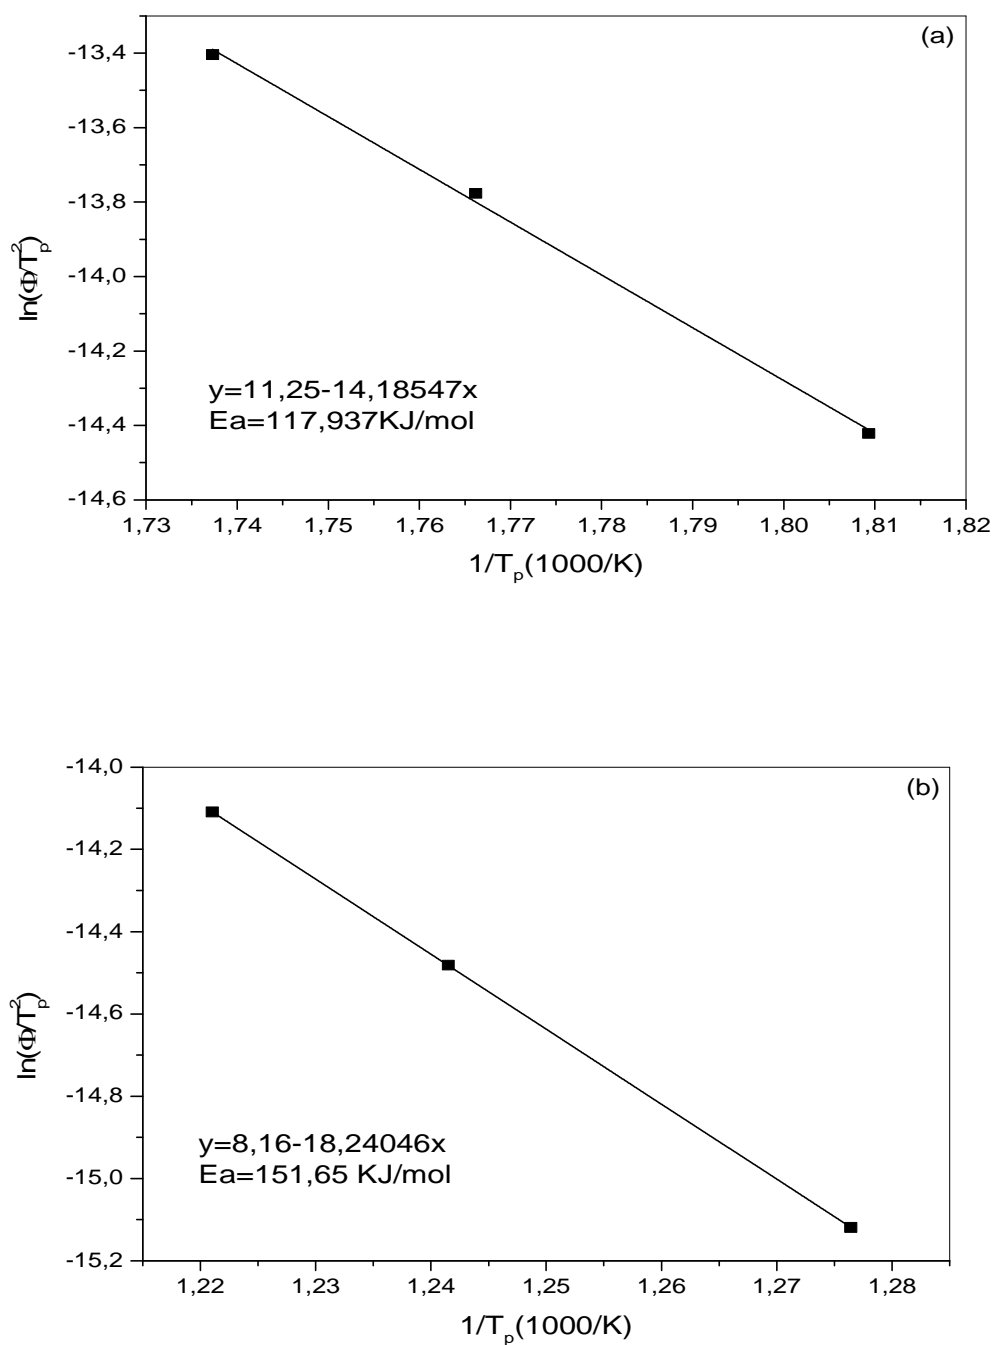 (a)
-13,4
-13,6
-13,8
-14,0
-14,2
-14,4
-14,6
ln(Φ/T_p^2)
y=11,25-14,18547x
Ea=117,937KJ/mol
1,73 1,74 1,75 1,76 1,77 1,78 1,79 1,80 1,81 1,82
1/T_p(1000/K)
(b)
-14,0
-14,2
-14,4
-14,6
-14,8
-15,0
-15,2
ln(Φ/T_p^2)
y=8,16-18,24046x
Ea=151,65 KJ/mol
1,22 1,23 1,24 1,25 1,26 1,27 1,28
1/T_p(1000/K)